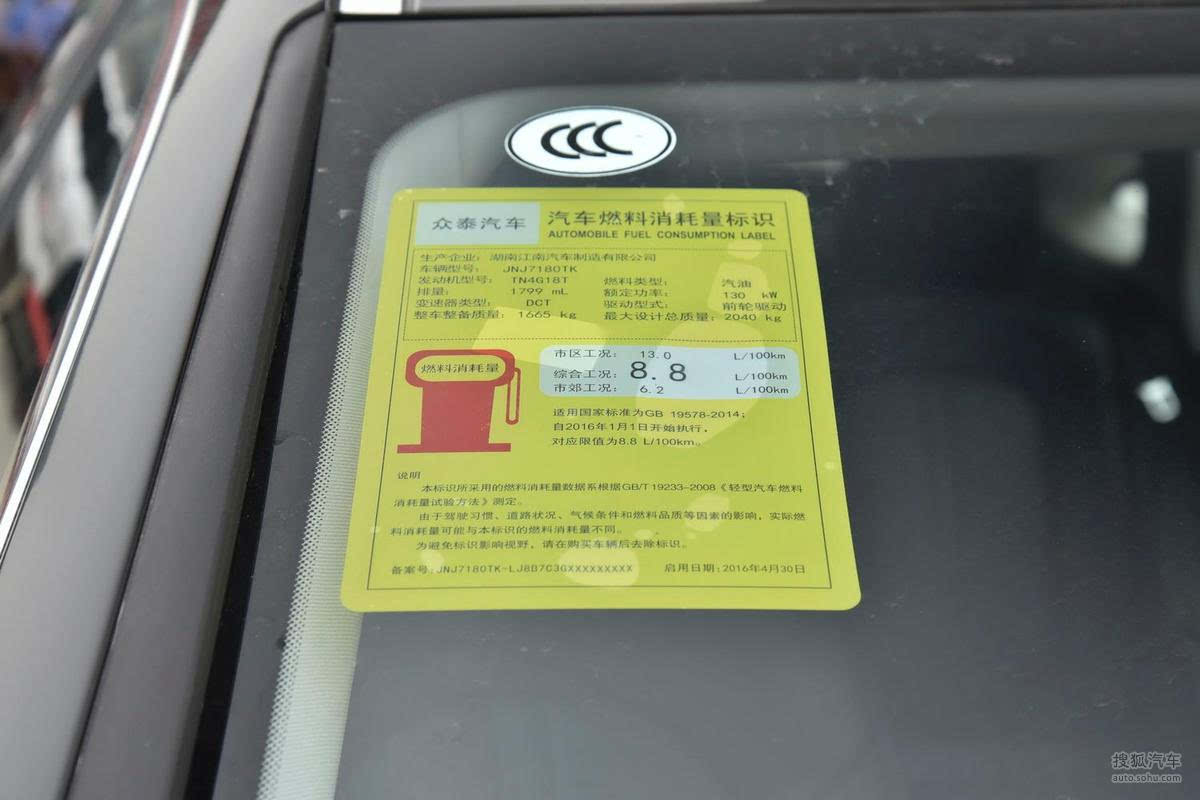 CCC
众泰汽车 汽车燃料消耗量标识
AUTOMOBILE FUEL CONSUMPTION LABEL
生产企业: 湖南江南汽车制造有限公司
车辆型号: JNJ7180TK
发动机型号: TN4G18T 燃料类型: 汽油
排量: 1799 mL 额定功率: 130 kW
变速器类型: DCT 驱动型式: 前轮驱动
整车整备质量: 1665 kg 最大设计总质量: 2040 kg
燃料消耗量
市区工况: 13.0 L/100km
综合工况: 8.8 L/100km
市郊工况: 6.2 L/100km
适用国家标准为GB 19578-2014;
自2016年1月1日开始执行,
对应限值为8.8 L/100km。
说明
本标识所采用的燃料消耗量数据系根据GB/T 19233-2008《轻型汽车燃料
消耗量试验方法》测定。
由于驾驶习惯、道路状况、气候条件和燃料品质等因素的影响，实际燃
料消耗量可能与本标识的燃料消耗量不同。
为避免标识影响视野，请在购买车辆后去除标识。
备案号: JNJ7180TK-LJ8B7C3GXXXXXXXXX 启用日期: 2016年4月30日
搜狐汽车
auto.sohu.com